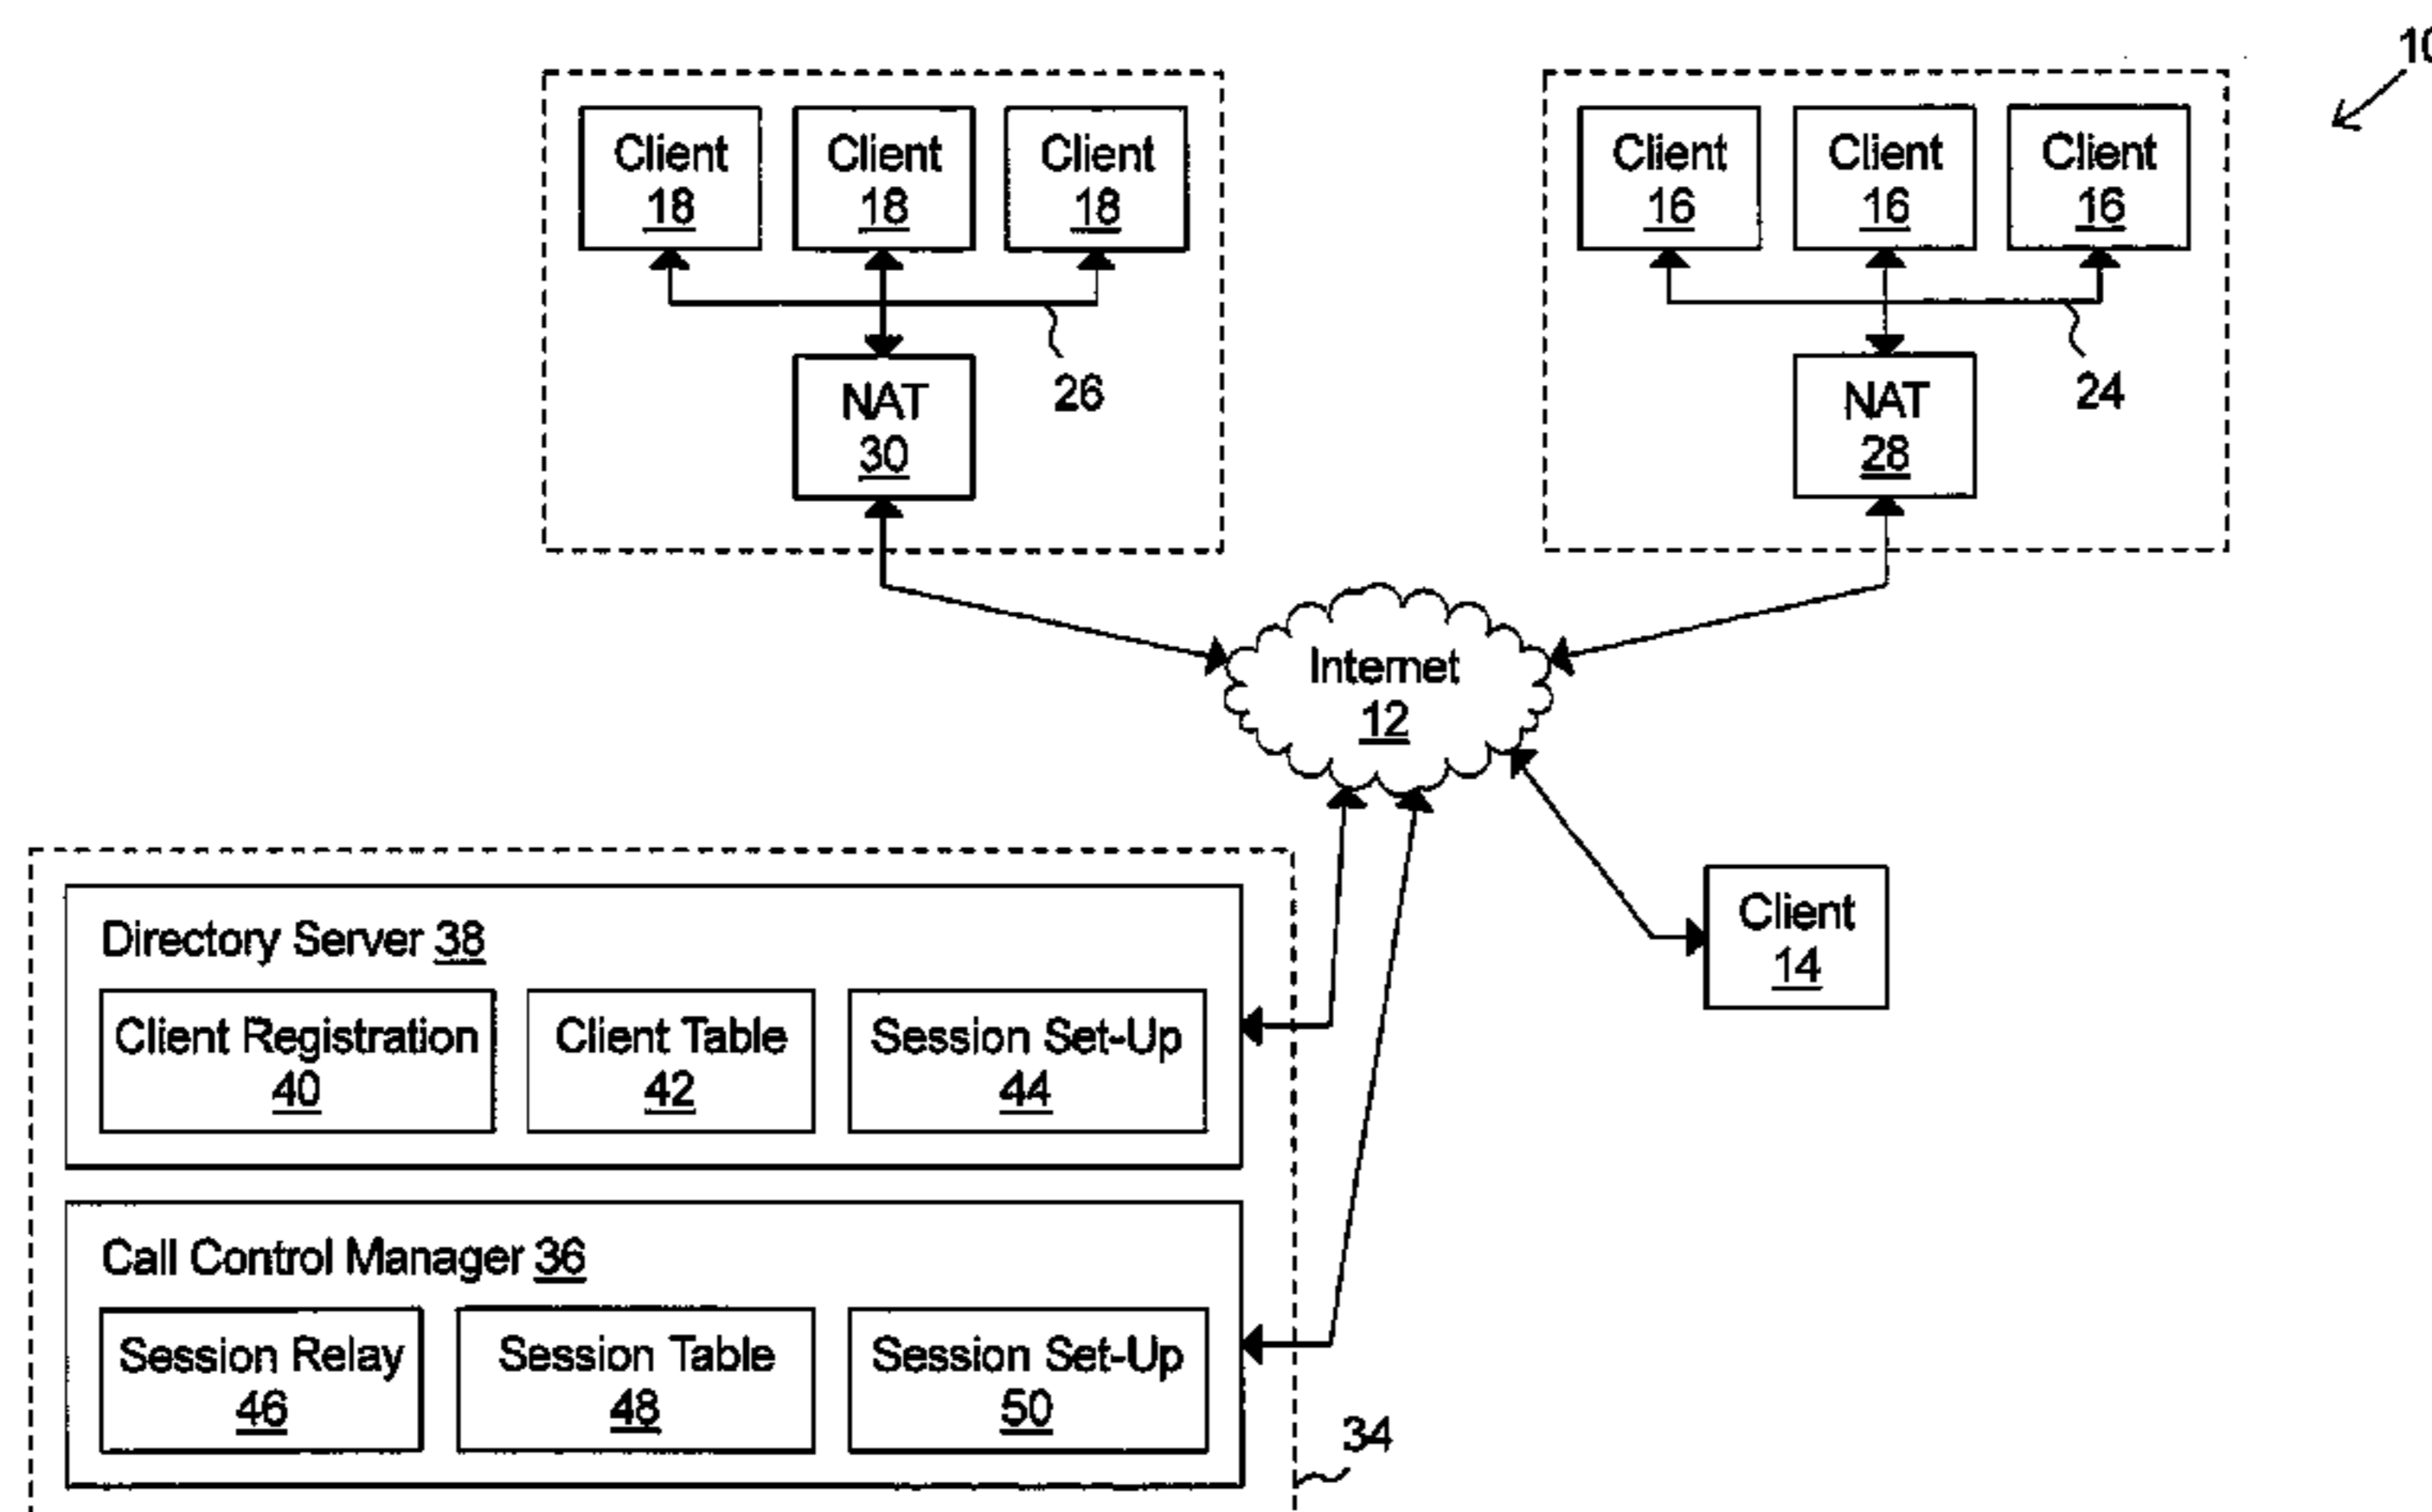 10
Client
18
Client
18
Client
18
Client
16
Client
16
Client
16
26
24
NAT
30
NAT
28
Internet
12
Directory Server 38
Client Registration
40
Client Table
42
Session Set-Up
44
Client
14
Call Control Manager 36
Session Relay
46
Session Table
48
Session Set-Up
50
34